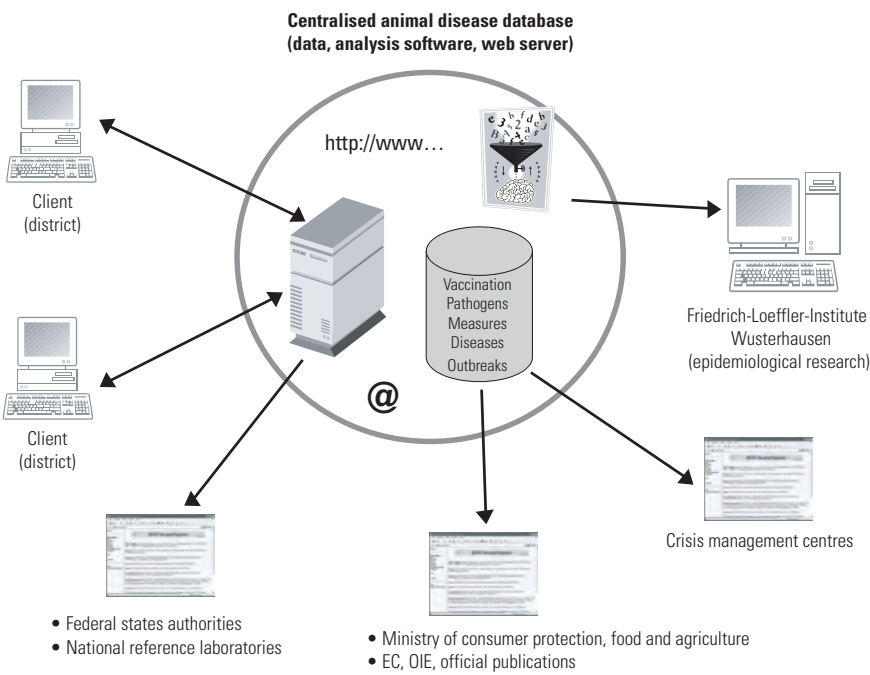 Centralised animal disease database
(data, analysis software, web server)
http://www…
Client
(district)
Vaccination
Pathogens
Measures
Diseases
Outbreaks
Friedrich-Loeffler-Institute
Wusterhausen
(epidemiological research)
@
Client
(district)
Crisis management centres
• Federal states authorities
• National reference laboratories
• Ministry of consumer protection, food and agriculture
• EC, OIE, official publications